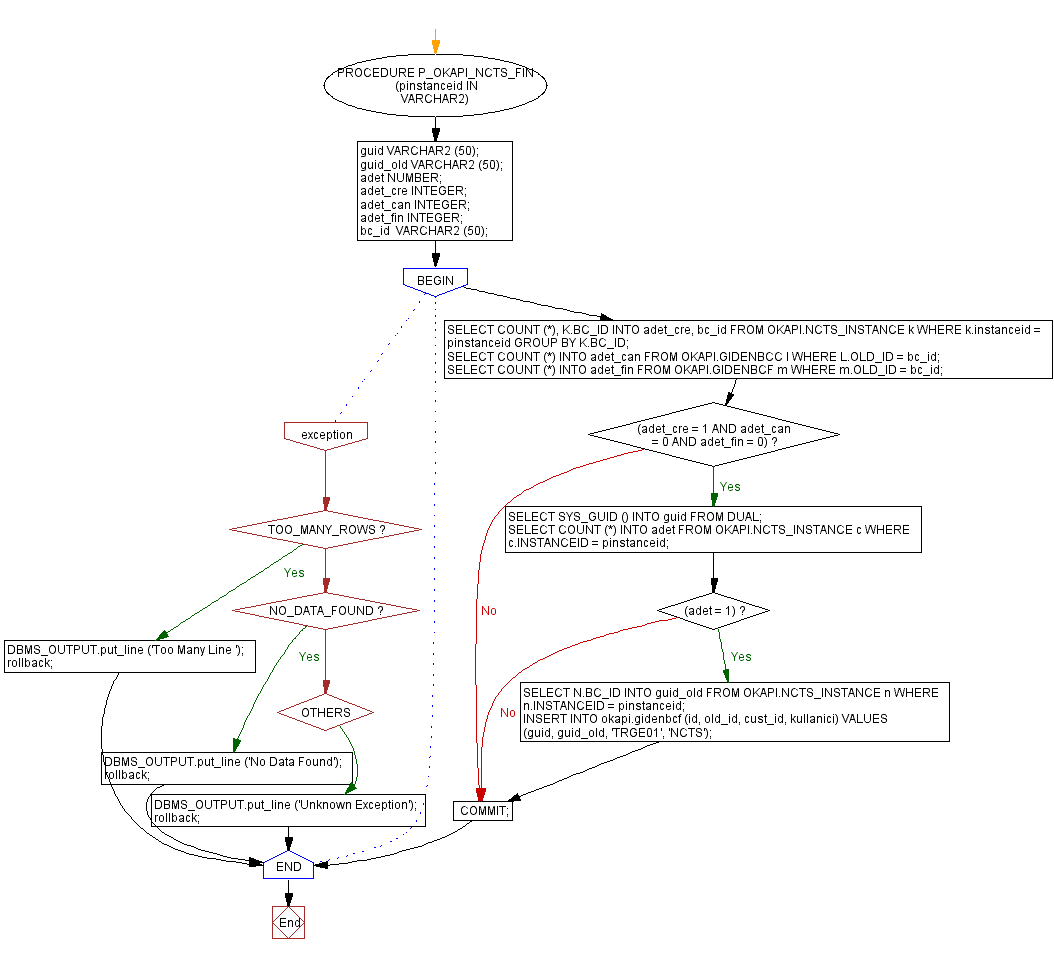 PROCEDURE P_OKAPI_NCTS_FIN
(pinstanceid IN
VARCHAR2)
guid VARCHAR2 (50);
guid_old VARCHAR2 (50);
adet NUMBER;
adet_cre INTEGER;
adet_can INTEGER;
adet_fin INTEGER;
bc_id VARCHAR2 (50);
BEGIN
SELECT COUNT (*), K.BC_ID INTO adet_cre, bc_id FROM OKAPI.NCTS_INSTANCE k WHERE k.instanceid =
pinstanceid GROUP BY K.BC_ID;
SELECT COUNT (*) INTO adet_can FROM OKAPI.GIDENBCC l WHERE L.OLD_ID = bc_id;
SELECT COUNT (*) INTO adet_fin FROM OKAPI.GIDENBCF m WHERE m.OLD_ID = bc_id;
(adet_cre = 1 AND adet_can
= 0 AND adet_fin = 0) ?
Yes
SELECT SYS_GUID () INTO guid FROM DUAL;
SELECT COUNT (*) INTO adet FROM OKAPI.NCTS_INSTANCE c WHERE
c.INSTANCEID = pinstanceid;
No
(adet = 1) ?
Yes
SELECT N.BC_ID INTO guid_old FROM OKAPI.NCTS_INSTANCE n WHERE
n.INSTANCEID = pinstanceid;
INSERT INTO okapi.gidenbcf (id, old_id, cust_id, kullanici) VALUES
(guid, guid_old, 'TRGE01', 'NCTS');
No
COMMIT;
exception
TOO_MANY_ROWS ?
Yes
DBMS_OUTPUT.put_line ('Too Many Line ');
rollback;
NO_DATA_FOUND ?
Yes
DBMS_OUTPUT.put_line ('No Data Found');
rollback;
OTHERS
DBMS_OUTPUT.put_line ('Unknown Exception');
rollback;
END
End